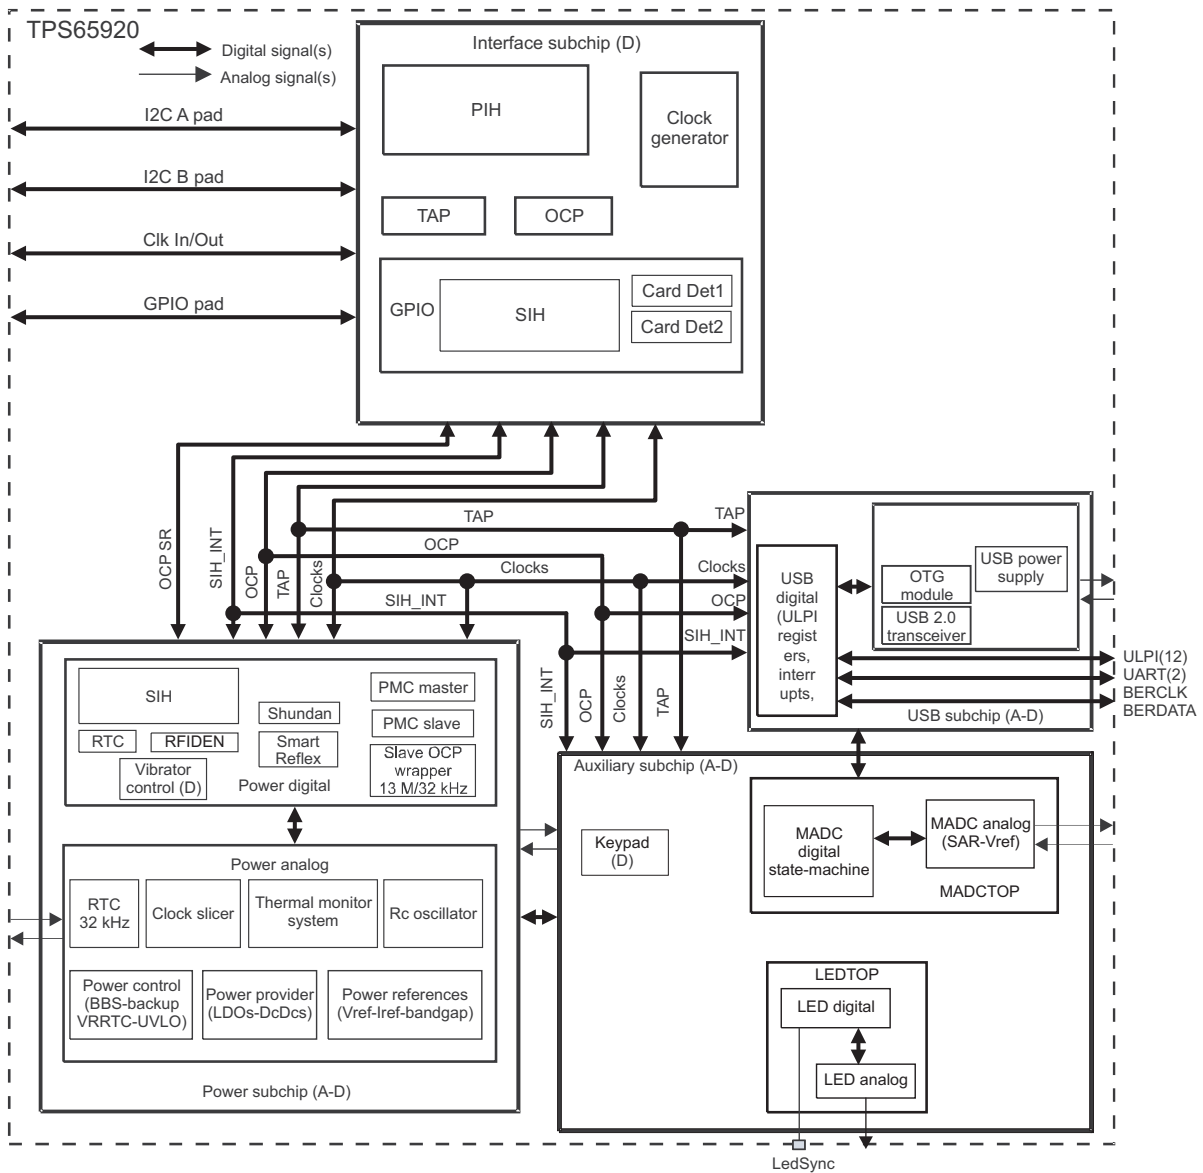 TPS65920
Digital signal(s)
Analog signal(s)
I2C A pad
I2C B pad
Clk In/Out
GPIO pad
Interface subchip (D)
PIH
Clock
generator
TAP
OCP
GPIO
SIH
Card Det1
Card Det2
OCP SR
SIH_INT
OCP
TAP
Clocks
TAP
OCP
Clocks
SIH_INT
TAP
Clocks
OCP
SIH_INT
SIH_INT
OCP
Clocks
TAP
USB
digital
(ULPI
regist
ers,
interr
upts,
OTG
module
USB 2.0
transceiver
USB power
supply
USB subchip (A-D)
ULPI(12)
UART(2)
BERCLK
BERDATA
SIH
RTC
RFIDEN
Vibrator
control (D)
Shundan
Smart
Reflex
PMC master
PMC slave
Slave OCP
wrapper
13 M/32 kHz
Power digital
Power analog
RTC
32 kHz
Clock slicer
Thermal monitor
system
Rc oscillator
Power control
(BBS-backup
VRRTC-UVLO)
Power provider
(LDOs-DcDcs)
Power references
(Vref-Iref-bandgap)
Power subchip (A-D)
Auxiliary subchip (A-D)
Keypad
(D)
MADC
digital
state-machine
MADC analog
(SAR-Vref)
MADCTOP
LEDTOP
LED digital
LED analog
LedSync